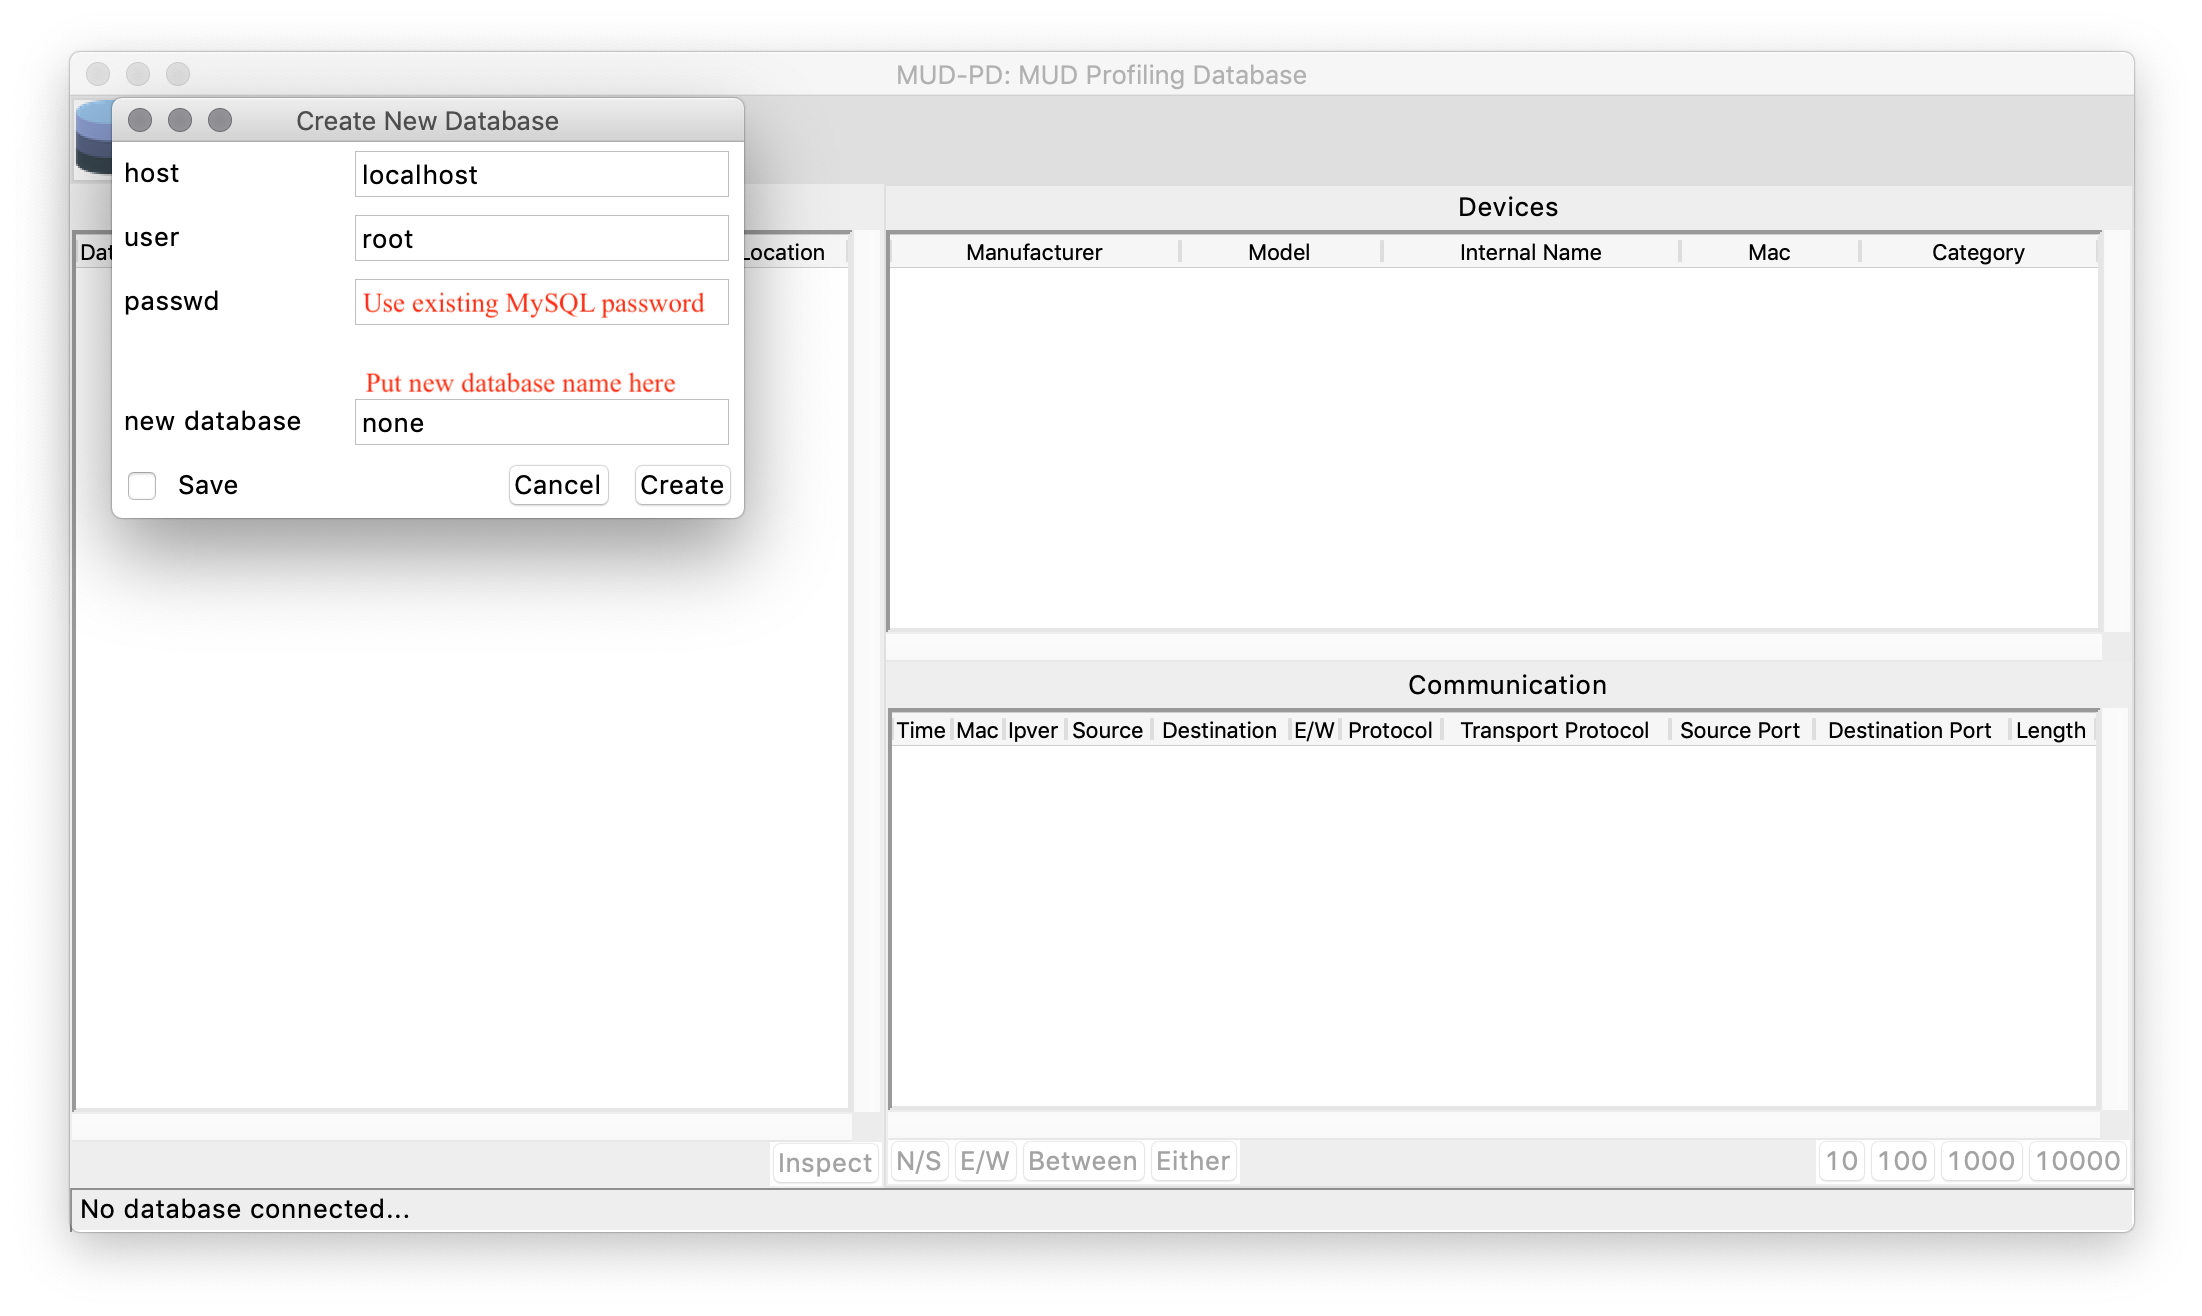 MUD-PD: MUD Profiling Database
Create New Database
host localhost
user root
passwd Use existing MySQL password
Put new database name here
new database none
Save Cancel Create
Dat Location
Devices
Manufacturer Model Internal Name Mac Category
Communication
Time Mac Ipver Source Destination E/W Protocol Transport Protocol Source Port Destination Port Length
Inspect N/S E/W Between Either 10 100 1000 10000
No database connected...